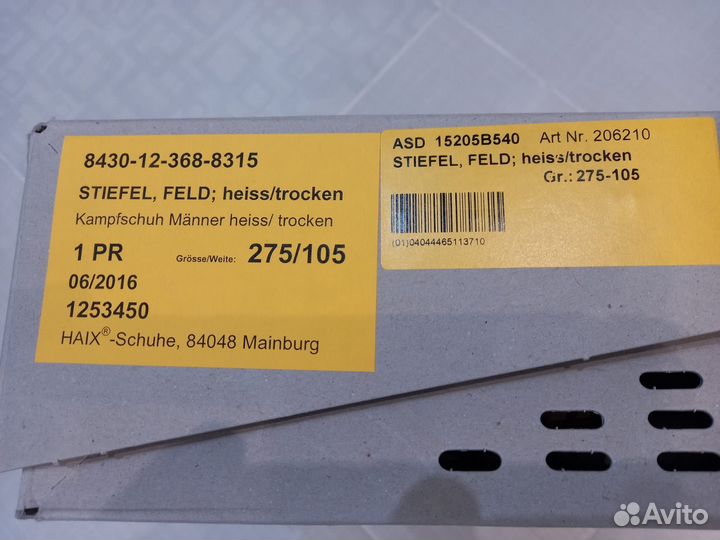 8430-12-368-8315
STIEFEL, FELD; heiss/trocken
Kampfschuh Männer heiss/ trocken
1 PR Grösse/Weite: 275/105
06/2016
1253450
HAIX®-Schuhe, 84048 Mainburg
ASD 15205B540 Art Nr. 206210
STIEFEL, FELD; heiss/trocken
Gr.: 275-105
(01)04044465113710
Avito